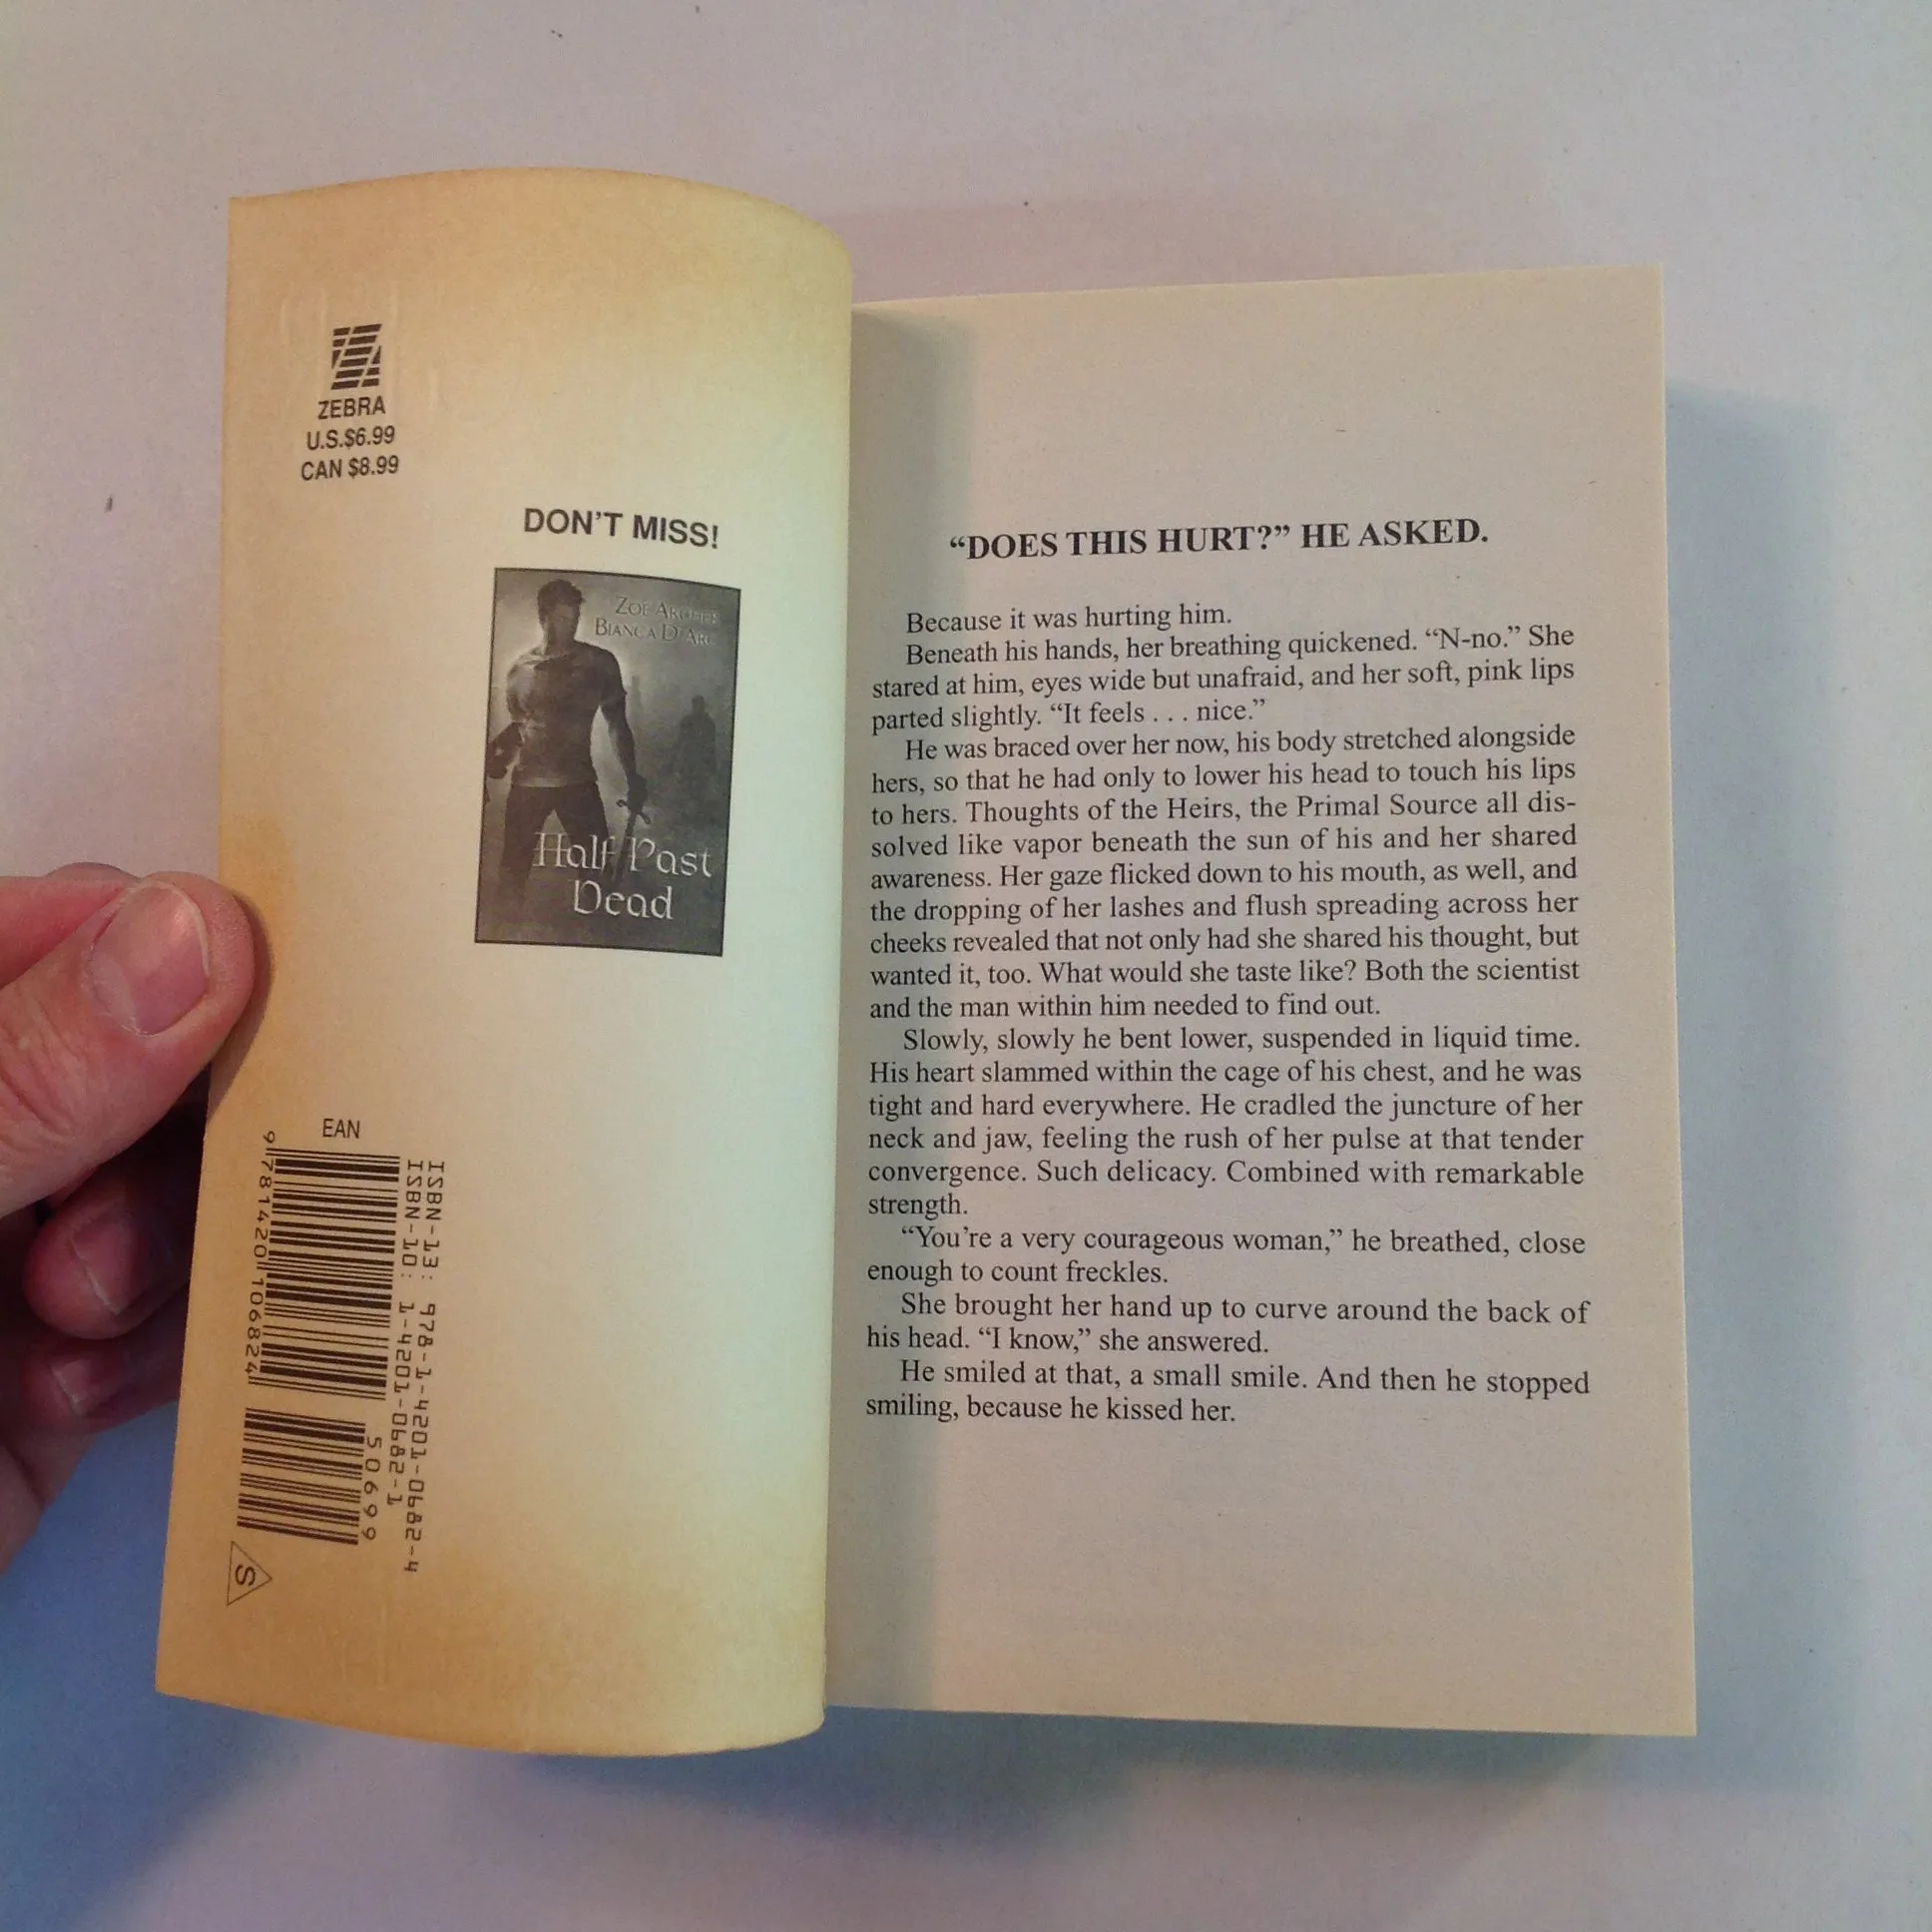 ZEBRA
U.S.$6.99
CAN $8.99
DON'T MISS!
ZOË ARCHER
BIANCA D'ARC
Half Past
Dead
EAN
9 781420 106824
50699
ISBN-13: 978-1-4201-0682-4
ISBN-10: 1-4201-0682-1
S
“DOES THIS HURT?” HE ASKED.
Because it was hurting him.
Beneath his hands, her breathing quickened. “N-no.” She
stared at him, eyes wide but unafraid, and her soft, pink lips
parted slightly. “It feels . . . nice.”
He was braced over her now, his body stretched alongside
hers, so that he had only to lower his head to touch his lips
to hers. Thoughts of the Heirs, the Primal Source all dis-
solved like vapor beneath the sun of his and her shared
awareness. Her gaze flicked down to his mouth, as well, and
the dropping of her lashes and flush spreading across her
cheeks revealed that not only had she shared his thought, but
wanted it, too. What would she taste like? Both the scientist
and the man within him needed to find out.
Slowly, slowly he bent lower, suspended in liquid time.
His heart slammed within the cage of his chest, and he was
tight and hard everywhere. He cradled the juncture of her
neck and jaw, feeling the rush of her pulse at that tender
convergence. Such delicacy. Combined with remarkable
strength.
“You’re a very courageous woman,” he breathed, close
enough to count freckles.
She brought her hand up to curve around the back of
his head. “I know,” she answered.
He smiled at that, a small smile. And then he stopped
smiling, because he kissed her.